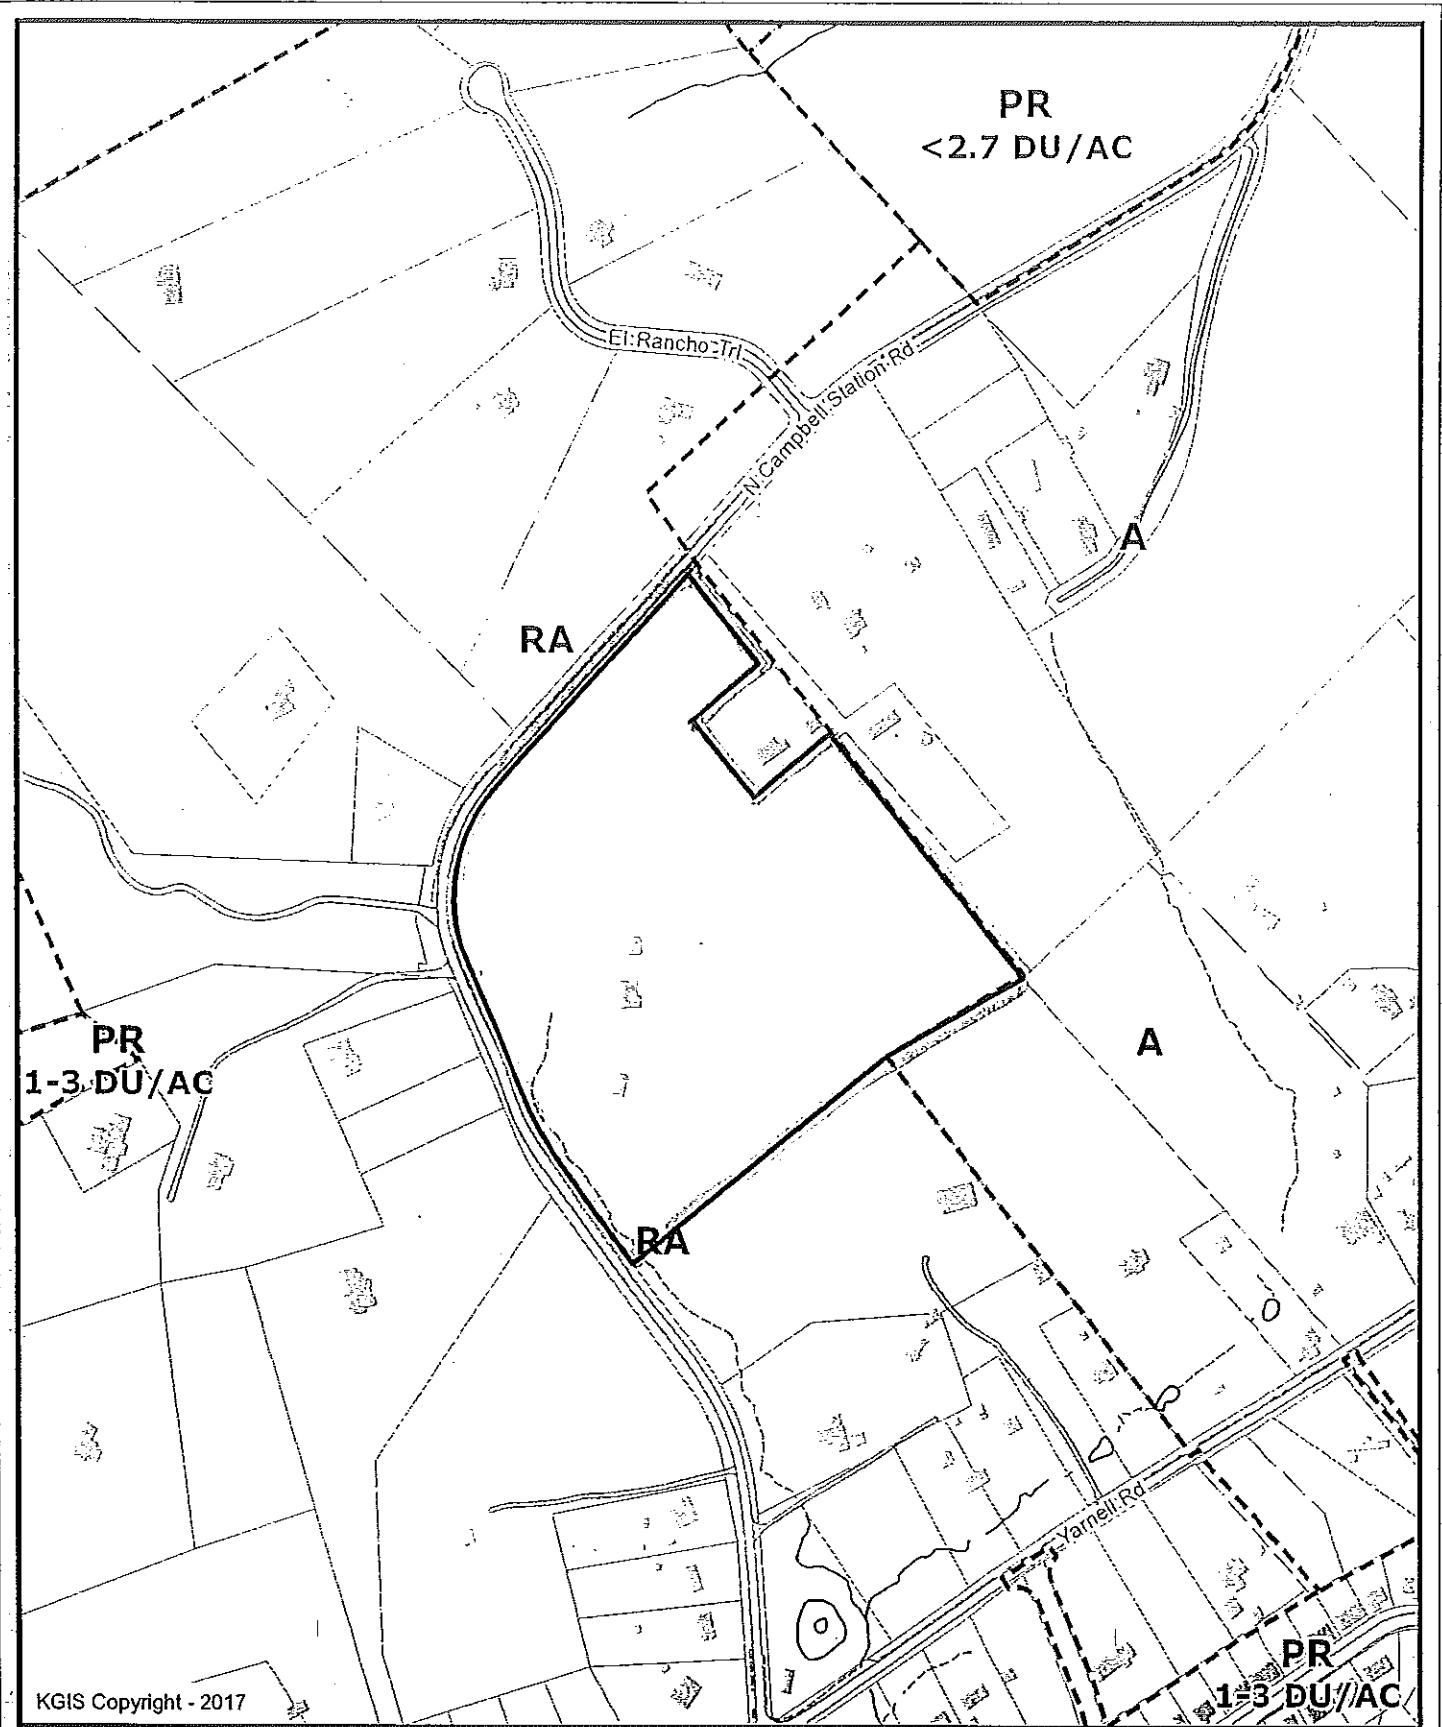 PR
<2.7 DU/AC
El Rancho Trl
N Campbell Station Rd
A
RA
PR
1-3 DU/AC
A
RA
Yarnell Rd
PR
1-3 DU/AC
KGIS Copyright - 2017